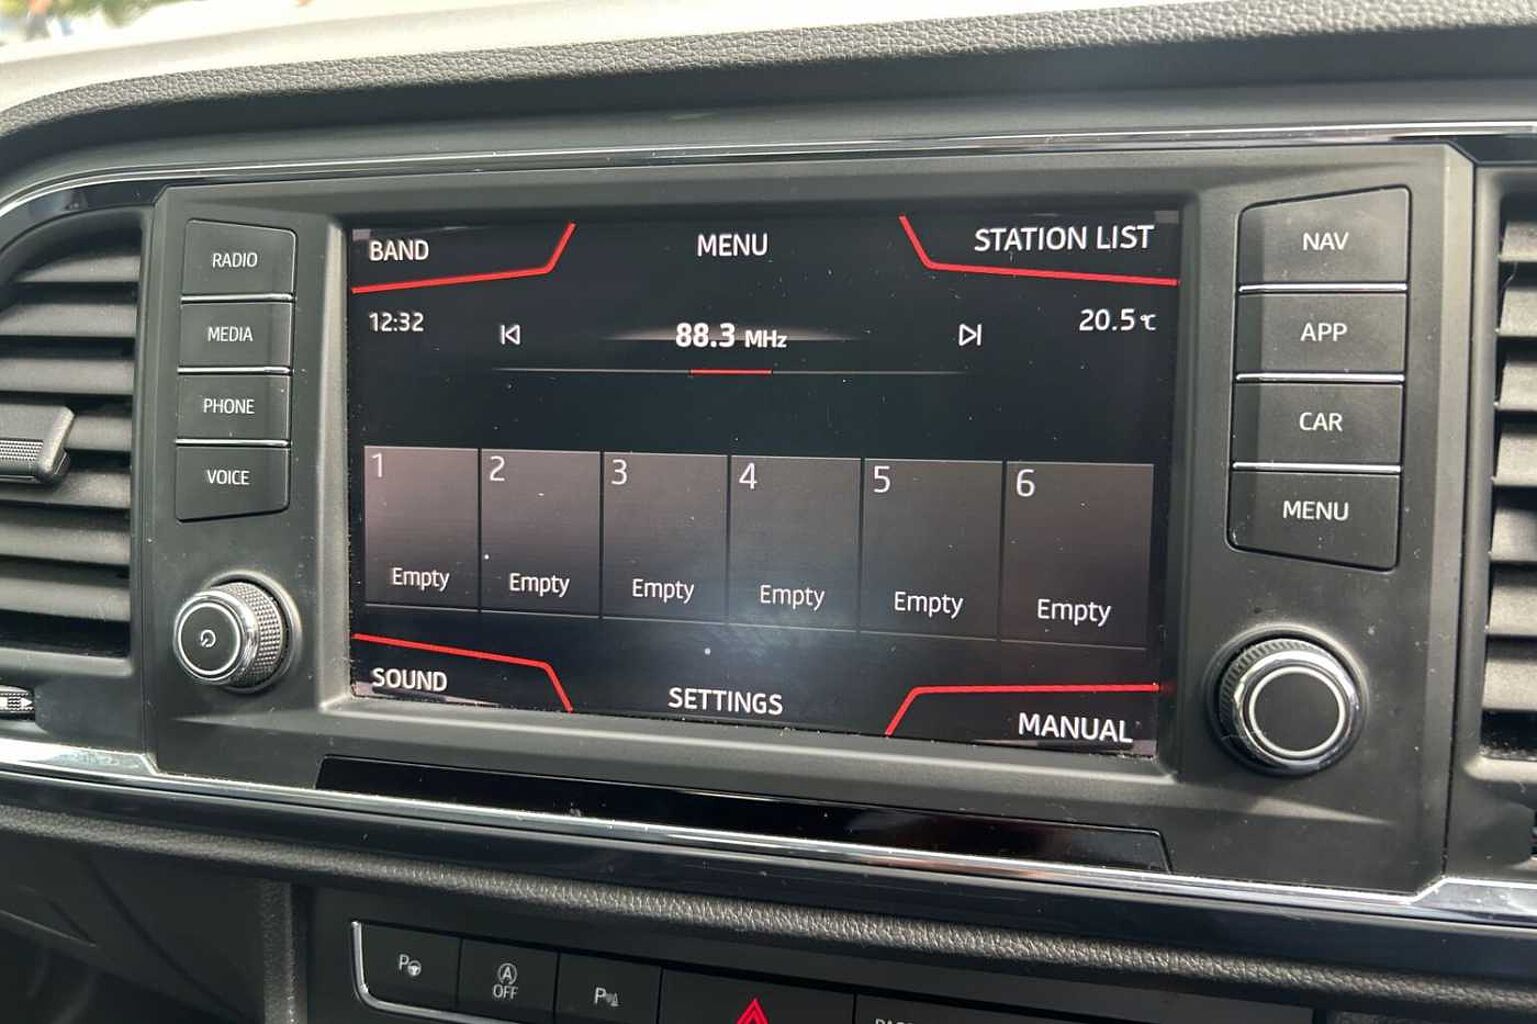 RADIO
MEDIA
PHONE
VOICE
BAND
MENU
STATION LIST
12:32
88.3 MHz
20.5°C
1
2
3
4
5
6
Empty
Empty
Empty
Empty
Empty
Empty
SOUND
SETTINGS
MANUAL
NAV
APP
CAR
MENU
P
A
OFF
P